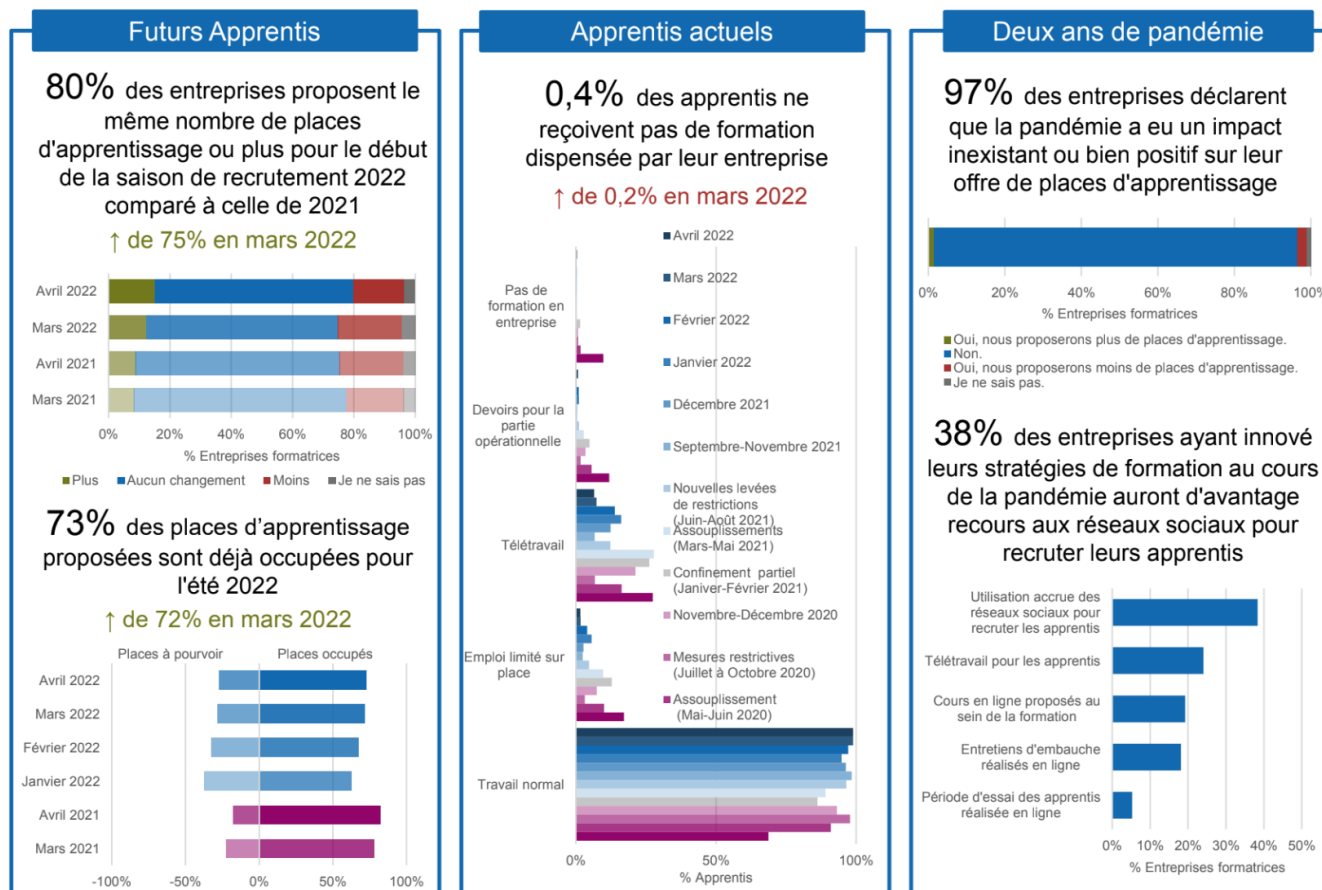 Futurs Apprentis
80% des entreprises proposent le
même nombre de places
d'apprentissage ou plus pour le début
de la saison de recrutement 2022
comparé à celle de 2021
↑ de 75% en mars 2022
Avril 2022
Mars 2022
Avril 2021
Mars 2021
0% 20% 40% 60% 80% 100%
% Entreprises formatrices
Plus Aucun changement Moins Je ne sais pas
73% des places d’apprentissage
proposées sont déjà occupées pour
l'été 2022
↑ de 72% en mars 2022
Places à pourvoir Places occupés
Avril 2022
Mars 2022
Février 2022
Janvier 2022
Avril 2021
Mars 2021
-100% -50% 0% 50% 100%
Apprentis actuels
0,4% des apprentis ne
reçoivent pas de formation
dispensée par leur entreprise
↑ de 0,2% en mars 2022
Pas de
formation en
entreprise
Devoirs pour la
partie
opérationnelle
Télétravail
Emploi limité sur
place
Travail normal
Avril 2022
Mars 2022
Février 2022
Janvier 2022
Décembre 2021
Septembre-Novembre 2021
Nouvelles levées
de restrictions
(Juin-Août 2021)
Assouplissements
(Mars-Mai 2021)
Confinement partiel
(Janiver-Février 2021)
Novembre-Décembre 2020
Mesures restrictives
(Juillet à Octobre 2020)
Assouplissement
(Mai-Juin 2020)
0% 50% 100%
% Apprentis
Deux ans de pandémie
97% des entreprises déclarent
que la pandémie a eu un impact
inexistant ou bien positif sur leur
offre de places d'apprentissage
0% 20% 40% 60% 80% 100%
% Entreprises formatrices
Oui, nous proposerons plus de places d'apprentissage.
Non.
Oui, nous proposerons moins de places d'apprentissage.
Je ne sais pas.
38% des entreprises ayant innové
leurs stratégies de formation au cours
de la pandémie auront d'avantage
recours aux réseaux sociaux pour
recruter leurs apprentis
Utilisation accrue des
réseaux sociaux pour
recruter les apprentis
Télétravail pour les apprentis
Cours en ligne proposés au
sein de la formation
Entretiens d'embauche
réalisés en ligne
Période d'essai des apprentis
réalisée en ligne
0% 10% 20% 30% 40% 50%
% Entreprises formatrices